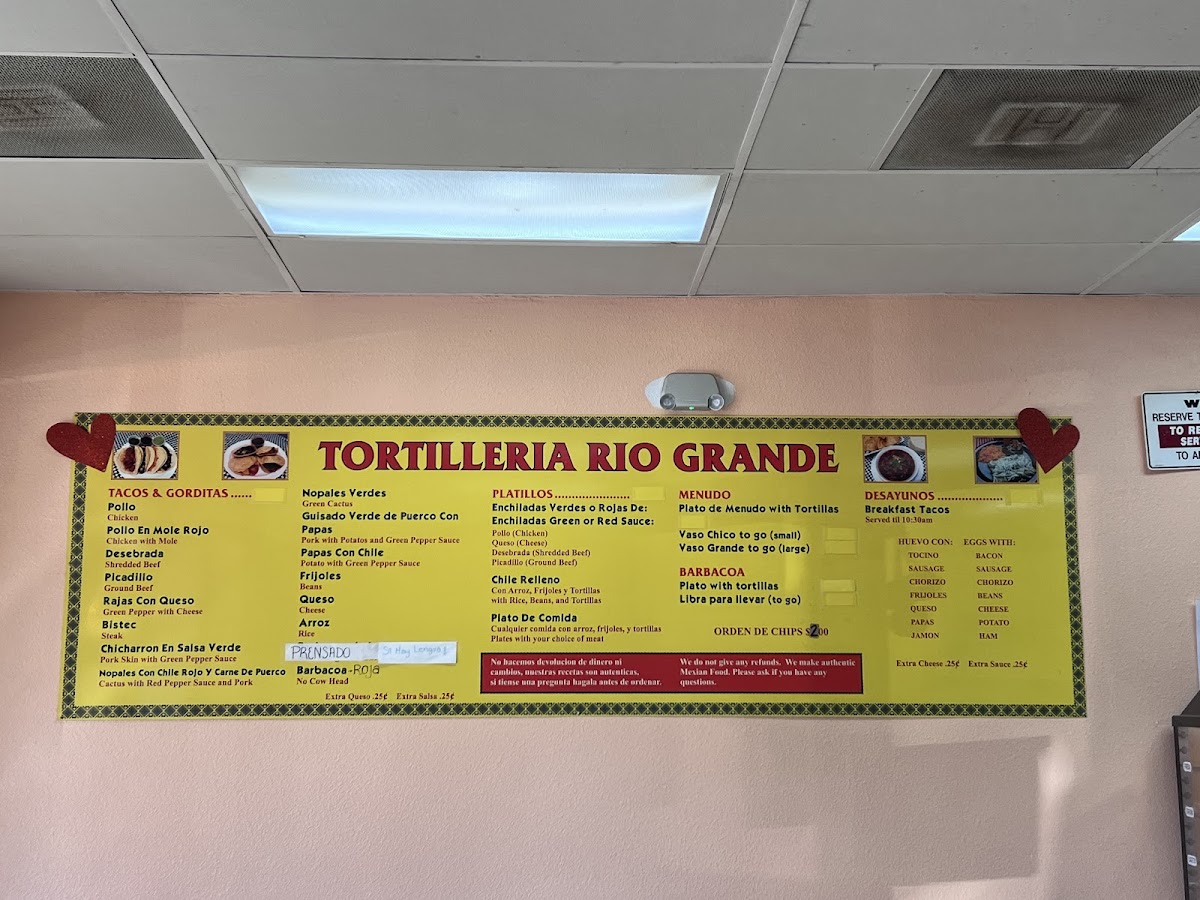 TORTILLERIA RIO GRANDE
TACOS & GORDITAS ......
Pollo
Chicken
Pollo En Mole Rojo
Chicken with Mole
Desebrada
Shredded Beef
Picadillo
Ground Beef
Rajas Con Queso
Green Pepper with Cheese
Bistec
Steak
Chicharron En Salsa Verde
Pork Skin with Green Pepper Sauce
Nopales Con Chile Rojo Y Carne De Puerco
Cactus with Red Pepper Sauce and Pork
Nopales Verdes
Green Cactus
Guisado Verde de Puerco Con
Papas
Pork with Potatos and Green Pepper Sauce
Papas Con Chile
Potato with Green Pepper Sauce
Frijoles
Beans
Queso
Cheese
Arroz
Rice
PRENSADO
Si Hay Lengua
Barbacoa-ROJA
No Cow Head
Extra Queso .25¢ Extra Salsa .25¢
PLATILLOS......................
Enchiladas Verdes o Rojas De:
Enchiladas Green or Red Sauce:
Pollo (Chicken)
Queso (Cheese)
Desebrada (Shredded Beef)
Picadillo (Ground Beef)
Chile Relleno
Con Arroz, Frijoles y Tortillas
with Rice, Beans, and Tortillas
Plato De Comida
Cualquier comida con arroz, frijoles, y tortillas
Plates with your choice of meat
MENUDO
Plato de Menudo with Tortillas
Vaso Chico to go (small)
Vaso Grande to go (large)
BARBACOA
Plato with tortillas
Libra para llevar (to go)
ORDEN DE CHIPS $2.00
No hacemos devolucion de dinero ni
cambios, nuestras recetas son autenticas,
si tiense una pregunta hagala antes de ordenar.
We do not give any refunds. We make authentic
Mexian Food. Please ask if you have any
questions.
DESAYUNOS ...................
Breakfast Tacos
Served til 10:30am
HUEVO CON: EGGS WITH:
TOCINO BACON
SAUSAGE SAUSAGE
CHORIZO CHORIZO
FRIJOLES BEANS
QUESO CHEESE
PAPAS POTATO
JAMON HAM
Extra Cheese .25¢ Extra Sauce .25¢
W
RESERVE T
TO RE
SER
TO A